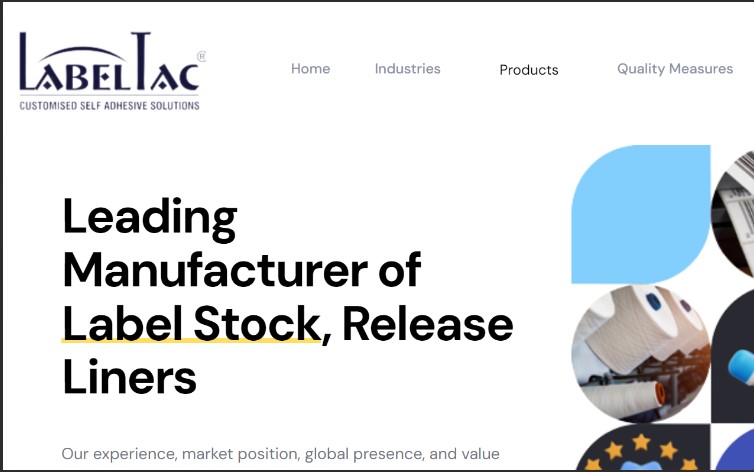 LABELTAC®
CUSTOMISED SELF ADHESIVE SOLUTIONS
Home
Industries
Products
Quality Measures
Leading
Manufacturer of
Label Stock, Release
Liners
Our experience, market position, global presence, and value